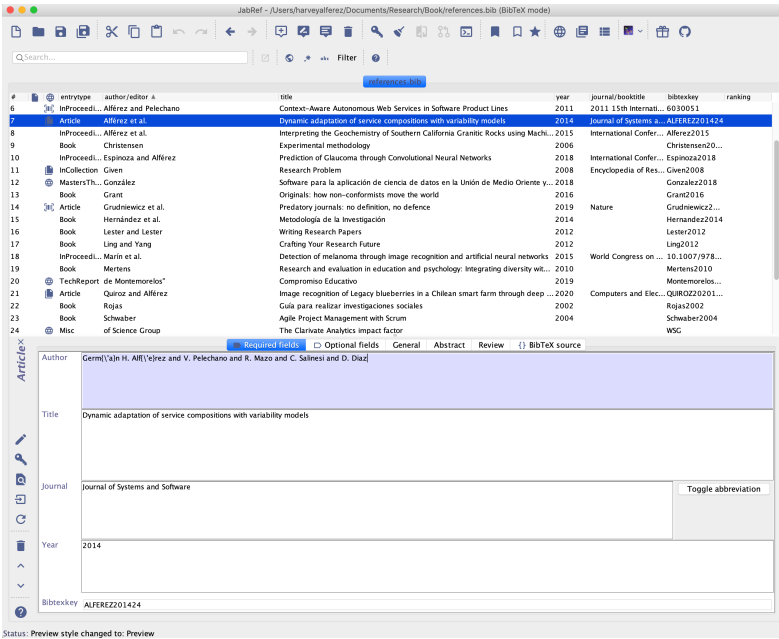 JabRef - /Users/harveyalferez/Documents/Research/Book/references.bib (BibTeX mode)
Search... Filter
references.bib
# entrytype author/editor title year journal/booktitle bibtexkey ranking
6 InProceedi... Alférez and Pelechano Context-Aware Autonomous Web Services in Software Product Lines 2011 2011 15th Internati... 6030051
7 Article Alférez et al. Dynamic adaptation of service compositions with variability models 2014 Journal of Systems a... ALFEREZ201424
8 InProceedi... Alférez et al. Interpreting the Geochemistry of Southern California Granitic Rocks using Machi... 2015 International Confer... Alferez2015
9 Book Christensen Experimental methodology 2006 Christensen20...
10 InProceedi... Espinoza and Alférez Prediction of Glaucoma through Convolutional Neural Networks 2018 International Confer... Espinoza2018
11 InCollection Given Research Problem 2008 Encyclopedia of Res... Given2008
12 MastersTh... González Software para la aplicación de ciencia de datos en la Unión de Medio Oriente y... 2018 Gonzalez2018
13 Book Grant Originals: how non-conformists move the world 2016 Grant2016
14 Article Grudniewicz et al. Predatory journals: no definition, no defence 2019 Nature Grudniewicz2...
15 Book Hernández et al. Metodología de la Investigación 2014 Hernandez2014
16 Book Lester and Lester Writing Research Papers 2012 Lester2012
17 Book Ling and Yang Crafting Your Research Future 2012 Ling2012
18 InProceedi... Marín et al. Detection of melanoma through image recognition and artificial neural networks 2015 World Congress on ... 10.1007/978...
19 Book Mertens Research and evaluation in education and psychology: Integrating diversity wit... 2010 Mertens2010
20 TechReport de Montemorelos" Compromiso Educativo 2019 Montemorelos...
21 Article Quiroz and Alférez Image recognition of Legacy blueberries in a Chilean smart farm through deep ... 2020 Computers and Elec... QUIROZ20201...
22 Book Rojas Guía para realizar investigaciones sociales 2002 Rojas2002
23 Book Schwaber Agile Project Management with Scrum 2004 Schwaber2004
24 Misc of Science Group The Clarivate Analytics impact factor WSG
Article
Required fields Optional fields General Abstract Review {} BibTeX source
Author Germ{\'a}n H. Alf{\'e}rez and V. Pelechano and R. Mazo and C. Salinesi and D. Diaz
Title Dynamic adaptation of service compositions with variability models
Journal Journal of Systems and Software Toggle abbreviation
Year 2014
Bibtexkey ALFEREZ201424
Status: Preview style changed to: Preview